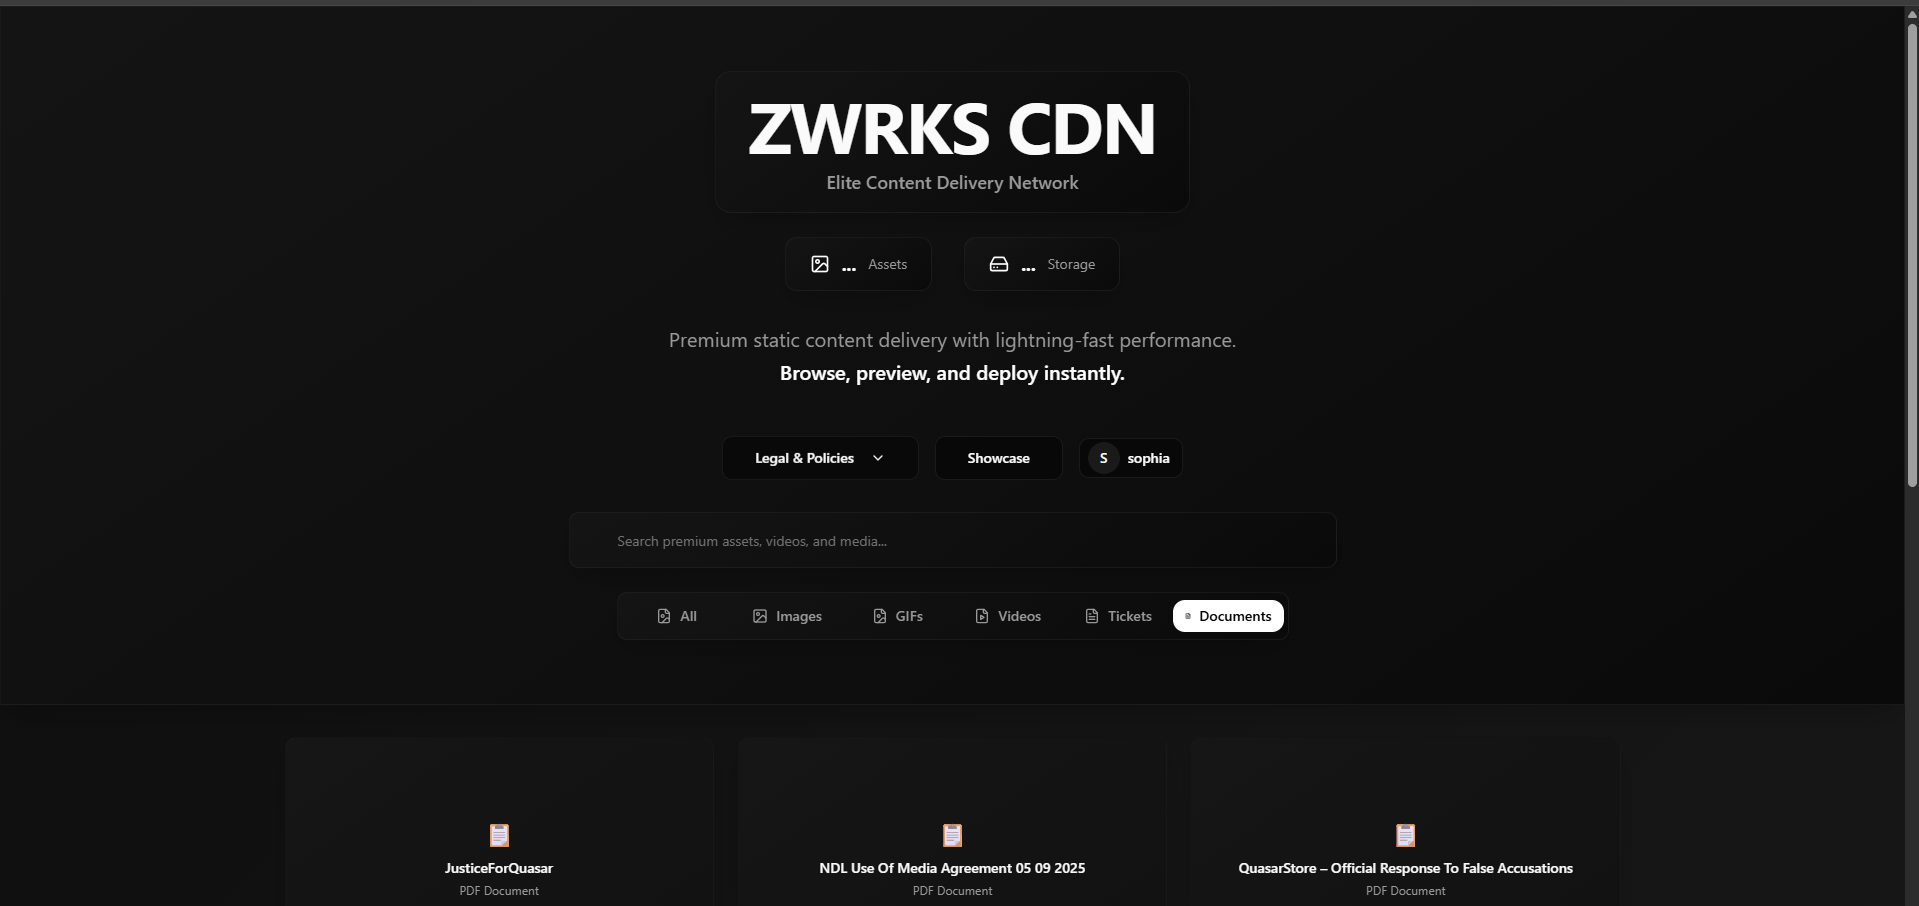 ZWRKS CDN
Elite Content Delivery Network
... Assets
... Storage
Premium static content delivery with lightning-fast performance.
Browse, preview, and deploy instantly.
Legal & Policies
Showcase
S sophia
Search premium assets, videos, and media...
All
Images
GIFs
Videos
Tickets
Documents
JusticeForQuasar
PDF Document
NDL Use Of Media Agreement 05 09 2025
PDF Document
QuasarStore – Official Response To False Accusations
PDF Document